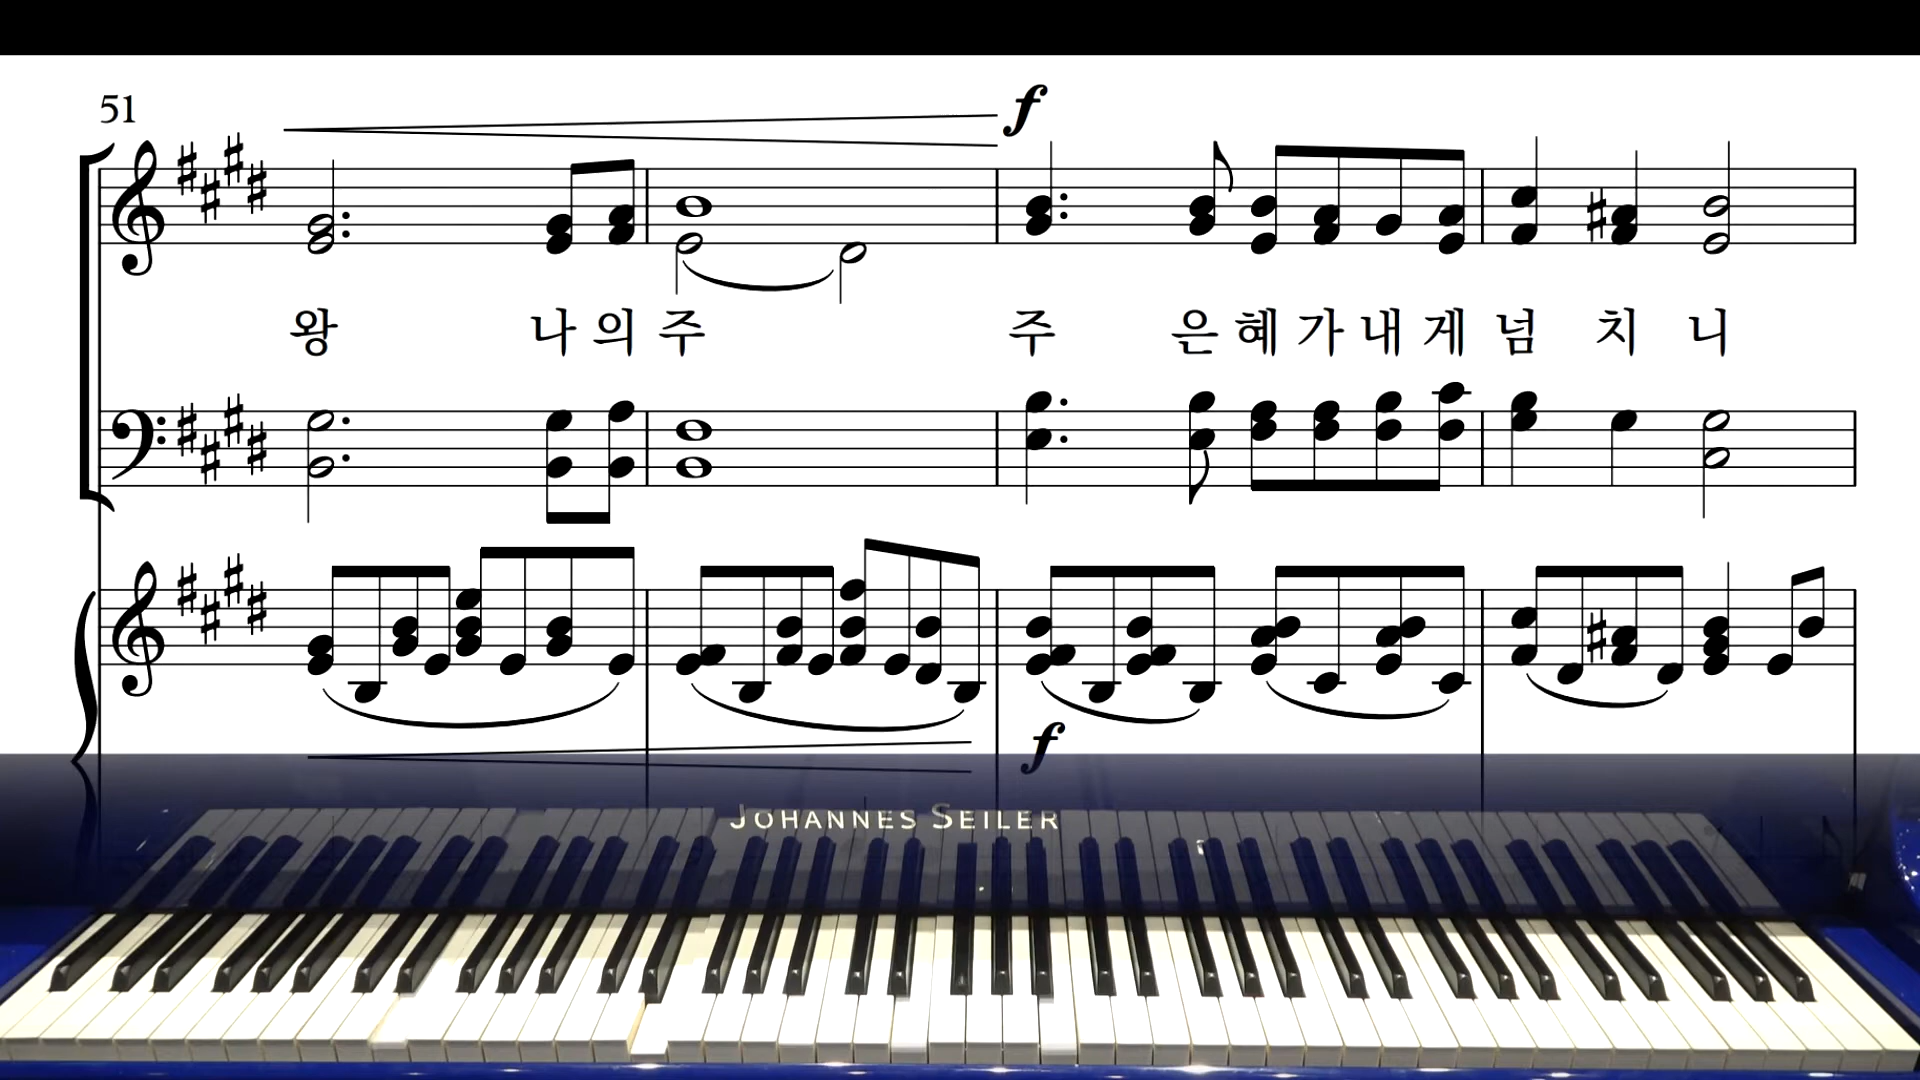 51
f
왕 나 의 주 주 은 혜 가 내 게 넘 치 니
f
JOHANNES SEILER